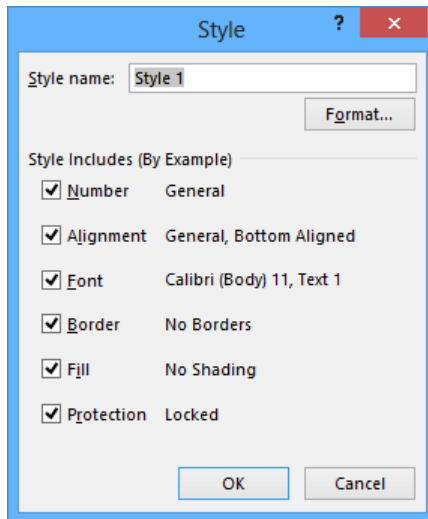 Style ? ×
Style name: Style 1
Format...
Style Includes (By Example)
Number General
Alignment General, Bottom Aligned
Font Calibri (Body) 11, Text 1
Border No Borders
Fill No Shading
Protection Locked
OK Cancel